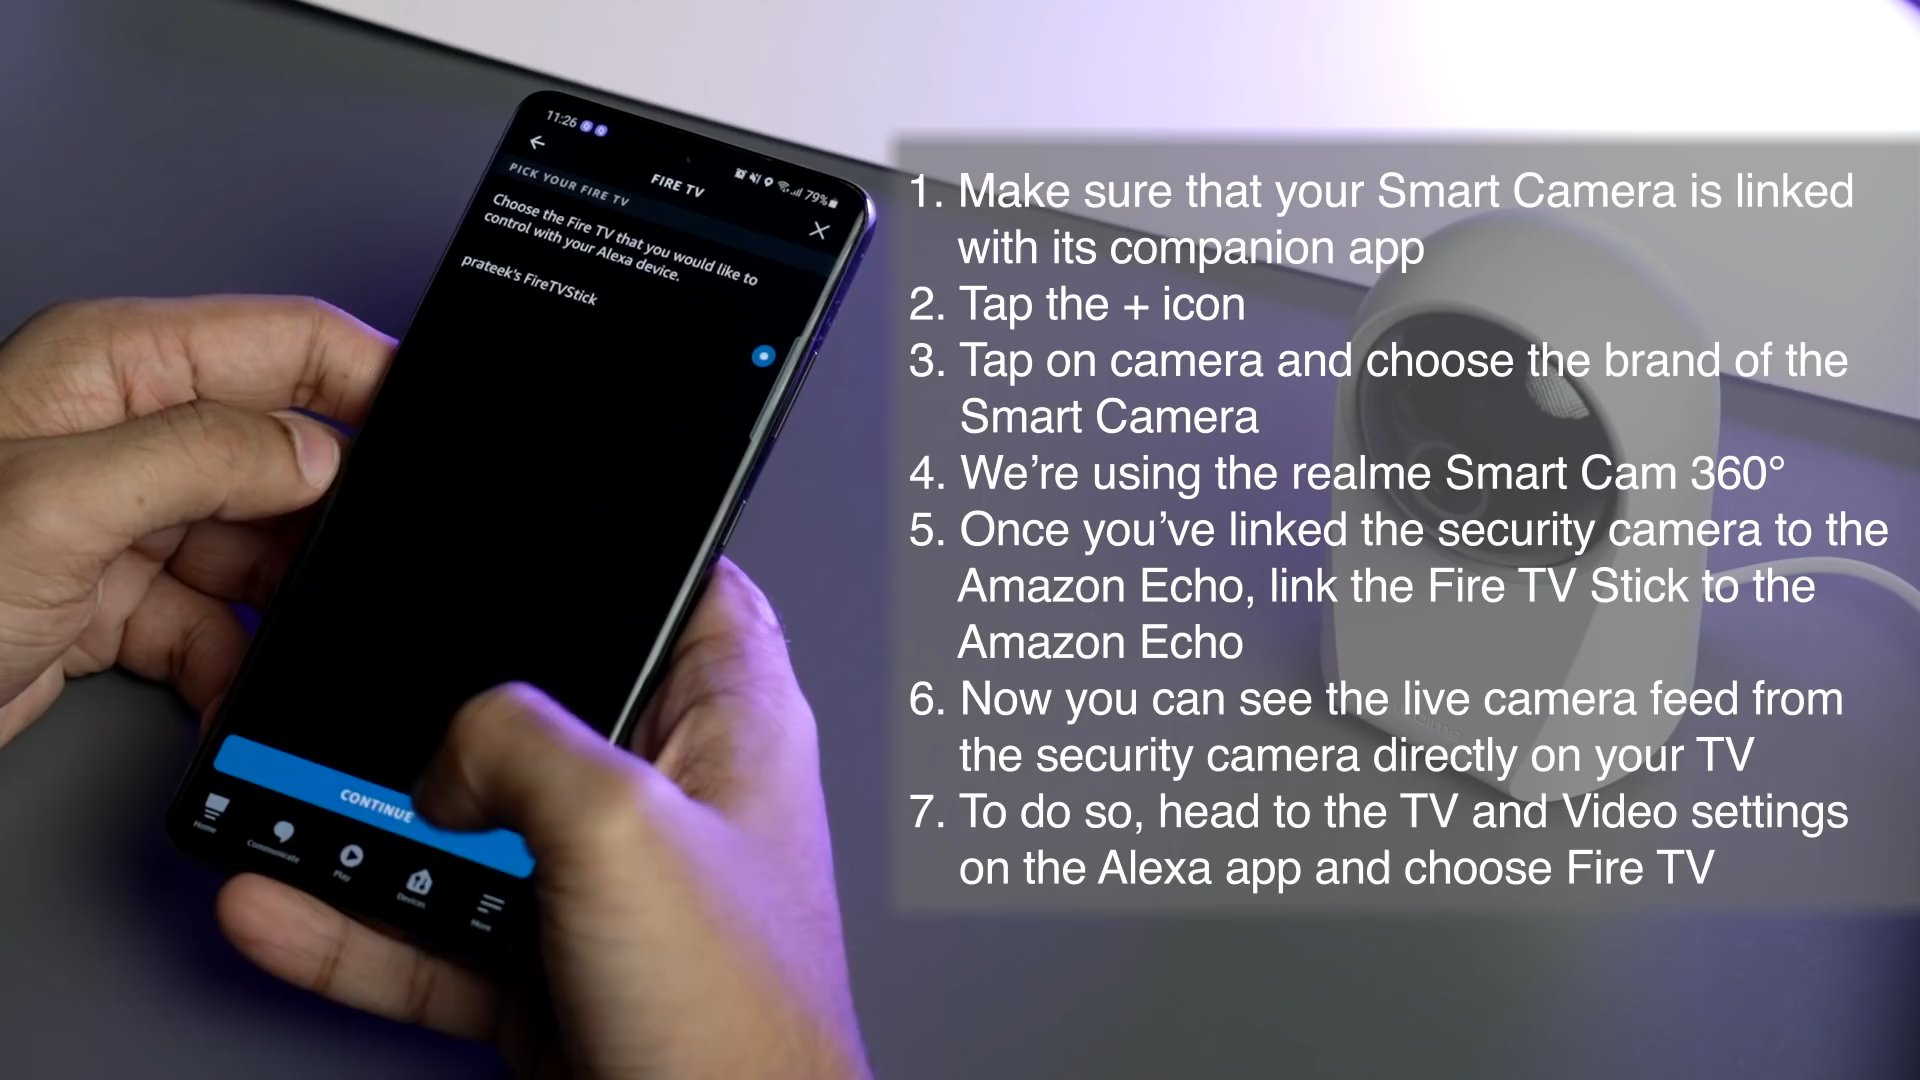 11:26
79%
FIRE TV
PICK YOUR FIRE TV
Choose the Fire TV that you would like to
control with your Alexa device.
prateek's FireTVStick
CONTINUE
Home
Communicate
Play
Devices
More
1. Make sure that your Smart Camera is linked
with its companion app
2. Tap the + icon
3. Tap on camera and choose the brand of the
Smart Camera
4. We’re using the realme Smart Cam 360°
5. Once you’ve linked the security camera to the
Amazon Echo, link the Fire TV Stick to the
Amazon Echo
6. Now you can see the live camera feed from
the security camera directly on your TV
7. To do so, head to the TV and Video settings
on the Alexa app and choose Fire TV